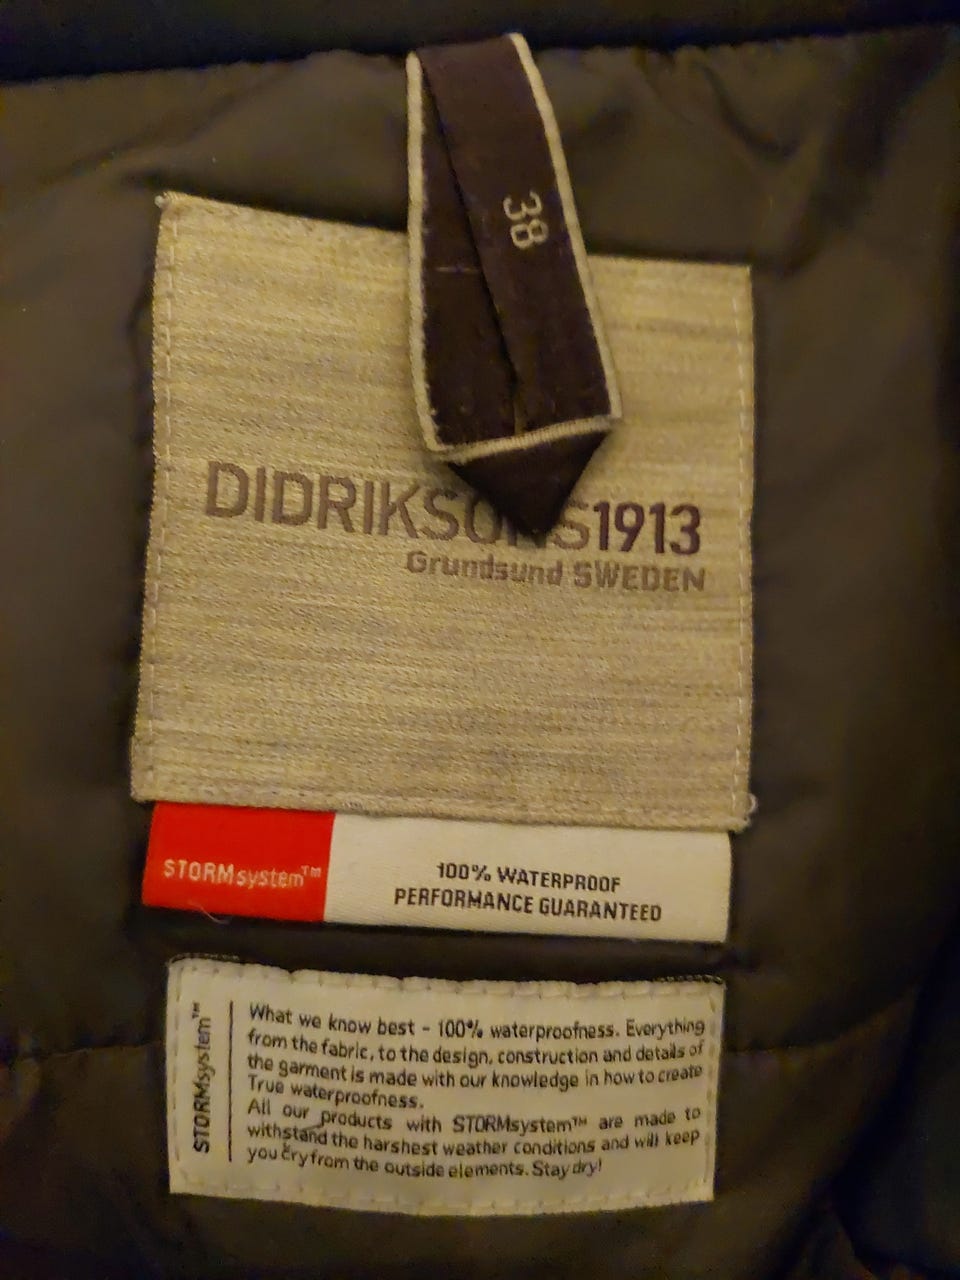 38
DIDRIKSONS1913
Grundsund SWEDEN
STORMsystem™
100% WATERPROOF
PERFORMANCE GUARANTEED
STORMsystem™
What we know best - 100% waterproofness. Everything
from the fabric, to the design, construction and details of
the garment is made with our knowledge in how to create
True waterproofness.
All our products with STORMsystem™ are made to
withstand the harshest weather conditions and will keep
you dry from the outside elements. Stay dry!